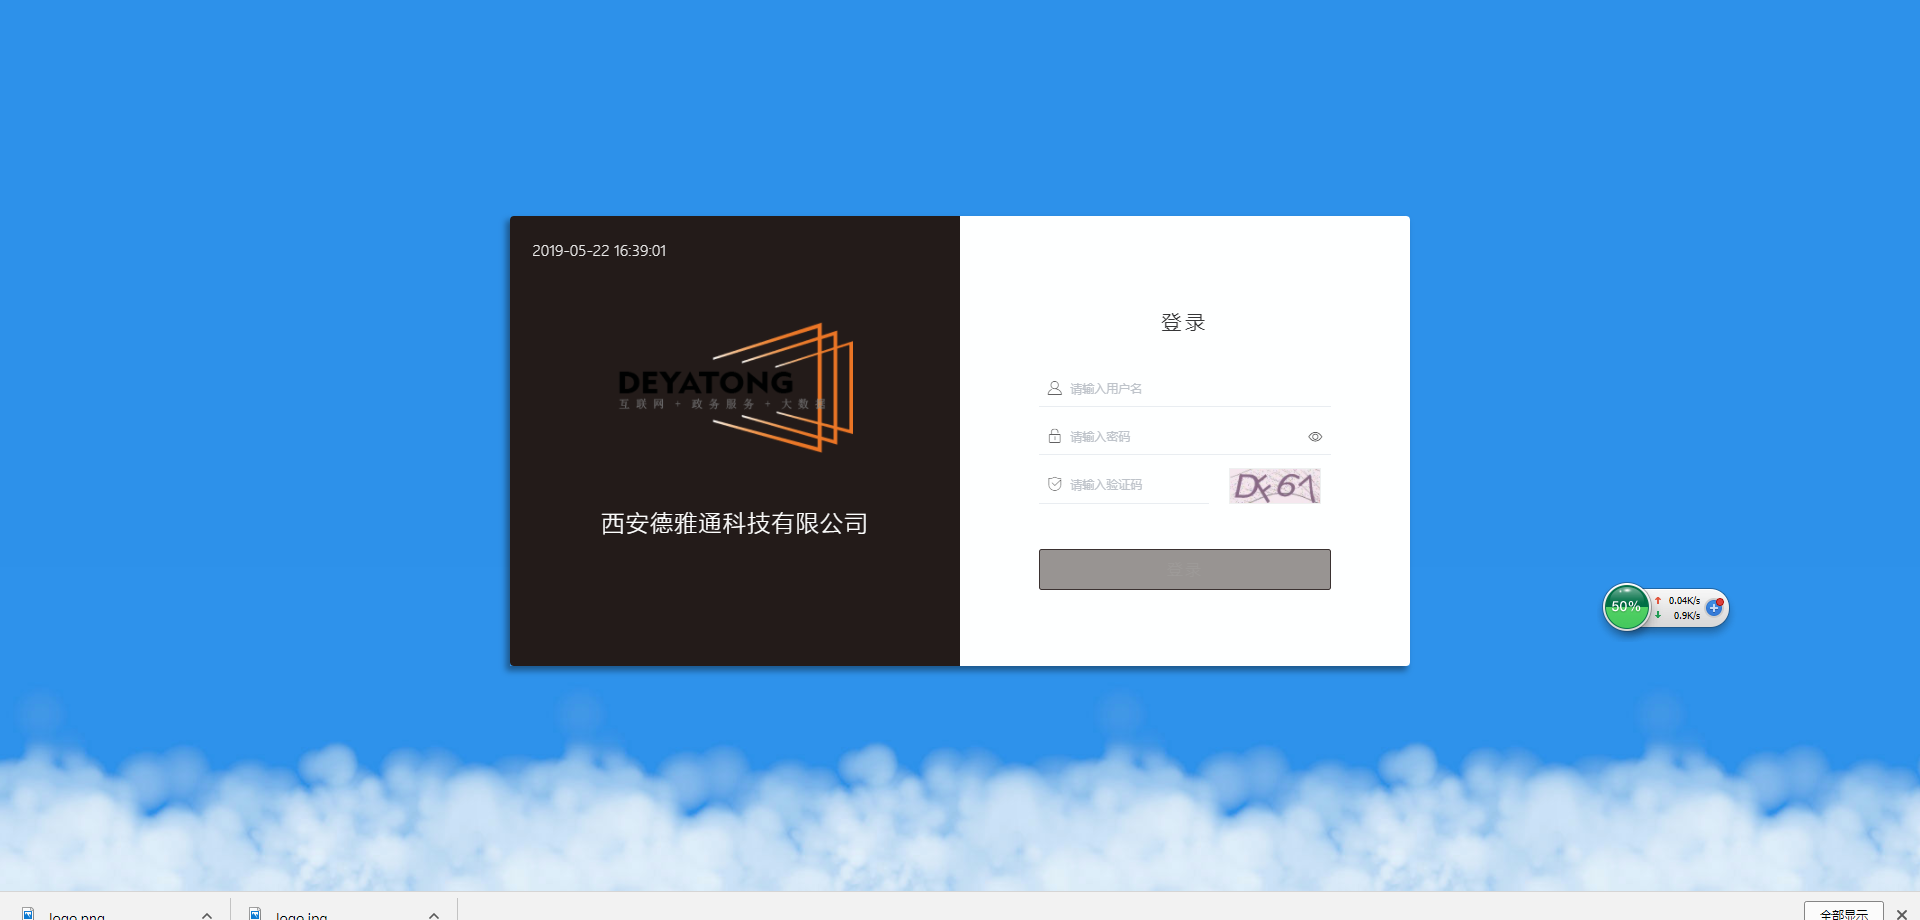 2019-05-22 16:39:01
DEYATONG
互联网 + 政务服务 + 大数据
西安德雅通科技有限公司
登录
请输入用户名
请输入密码
请输入验证码
登录
50%
0.04K/s
0.9K/s
logo.png
logo.jpg
全部显示